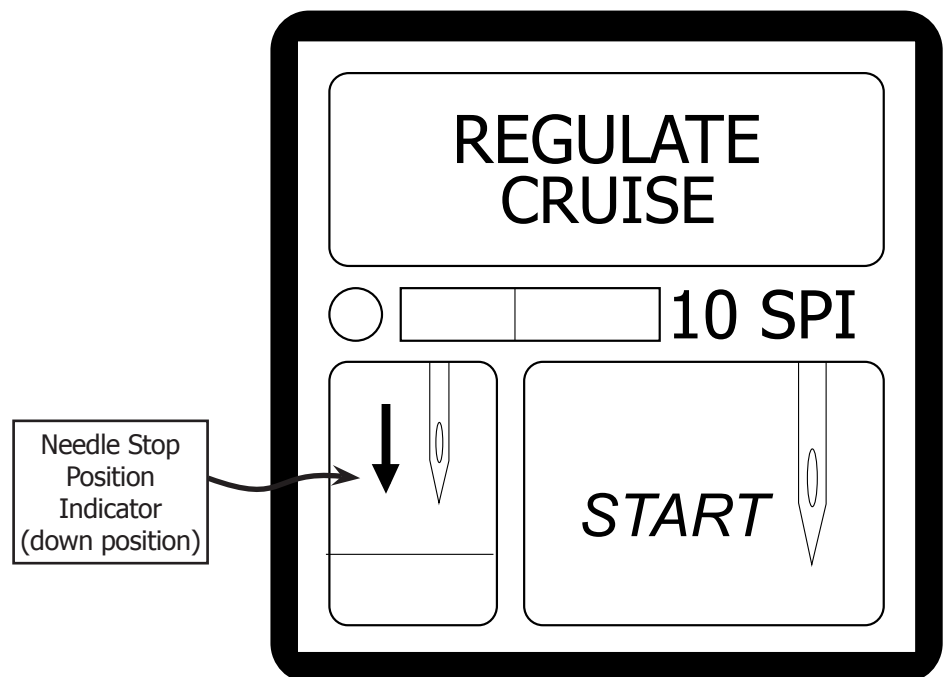 REGULATE
CRUISE
10 SPI
Needle Stop
Position
Indicator
(down position)
START